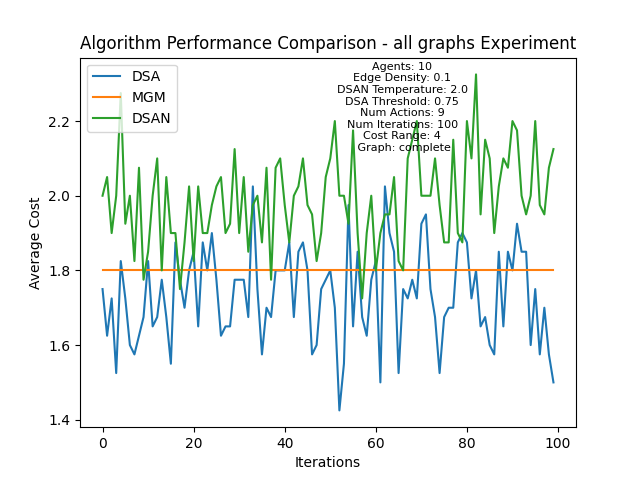 Algorithm Performance Comparison - all graphs Experiment
DSA
MGM
DSAN
Agents: 10
Edge Density: 0.1
DSAN Temperature: 2.0
DSA Threshold: 0.75
Num Actions: 9
Num Iterations: 100
Cost Range: 4
Graph: complete
Average Cost
2.2
2.0
1.8
1.6
1.4
0
20
40
60
80
100
Iterations